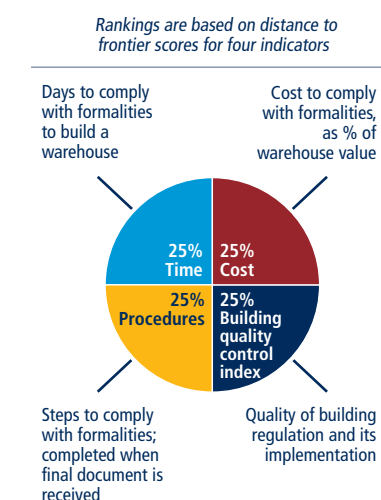 Rankings are based on distance to
frontier scores for four indicators
Days to comply
with formalities
to build a
warehouse
Cost to comply
with formalities,
as % of
warehouse value
25%
Time
25%
Cost
25%
Procedures
25%
Building
quality
control
index
Steps to comply
with formalities;
completed when
final document is
received
Quality of building
regulation and its
implementation